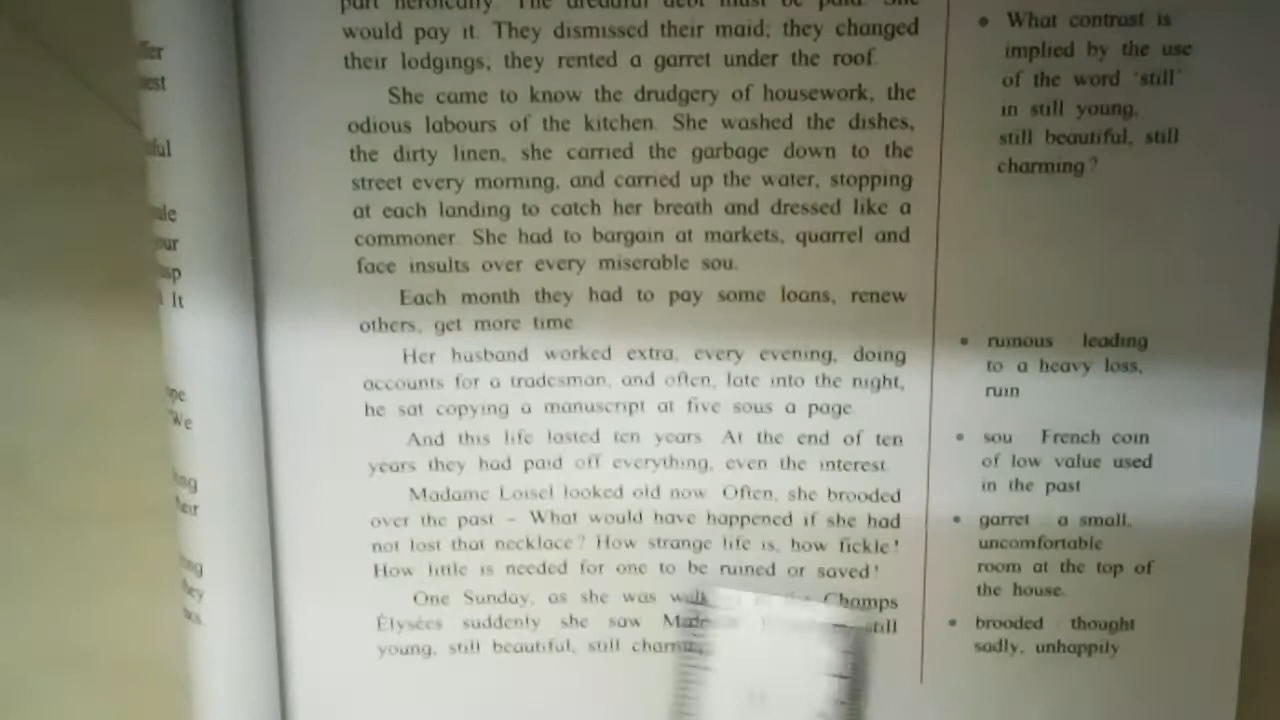 part heroically. The dreadful debt must be paid. She
would pay it. They dismissed their maid; they changed
their lodgings; they rented a garret under the roof.
She came to know the drudgery of housework, the
odious labours of the kitchen. She washed the dishes,
the dirty linen, she carried the garbage down to the
street every morning, and carried up the water, stopping
at each landing to catch her breath and dressed like a
commoner. She had to bargain at markets, quarrel and
face insults over every miserable sou.
Each month they had to pay some loans, renew
others, get more time.
Her husband worked extra, every evening, doing
accounts for a tradesman, and often, late into the night,
he sat copying a manuscript at five sous a page.
And this life lasted ten years. At the end of ten
years they had paid off everything, even the interest.
Madame Loisel looked old now. Often, she brooded
over the past – What would have happened if she had
not lost that necklace? How strange life is, how fickle!
How little is needed for one to be ruined or saved!
One Sunday, as she was Champs
Élysées suddenly she saw still
young, still beautiful, still
• What contrast is
implied by the use
of the word 'still'
in still young,
still beautiful, still
charming?
• ruinous leading
to a heavy loss,
ruin
• sou French coin
of low value used
in the past
• garret a small,
uncomfortable
room at the top of
the house.
• brooded thought
sadly, unhappily
It
We